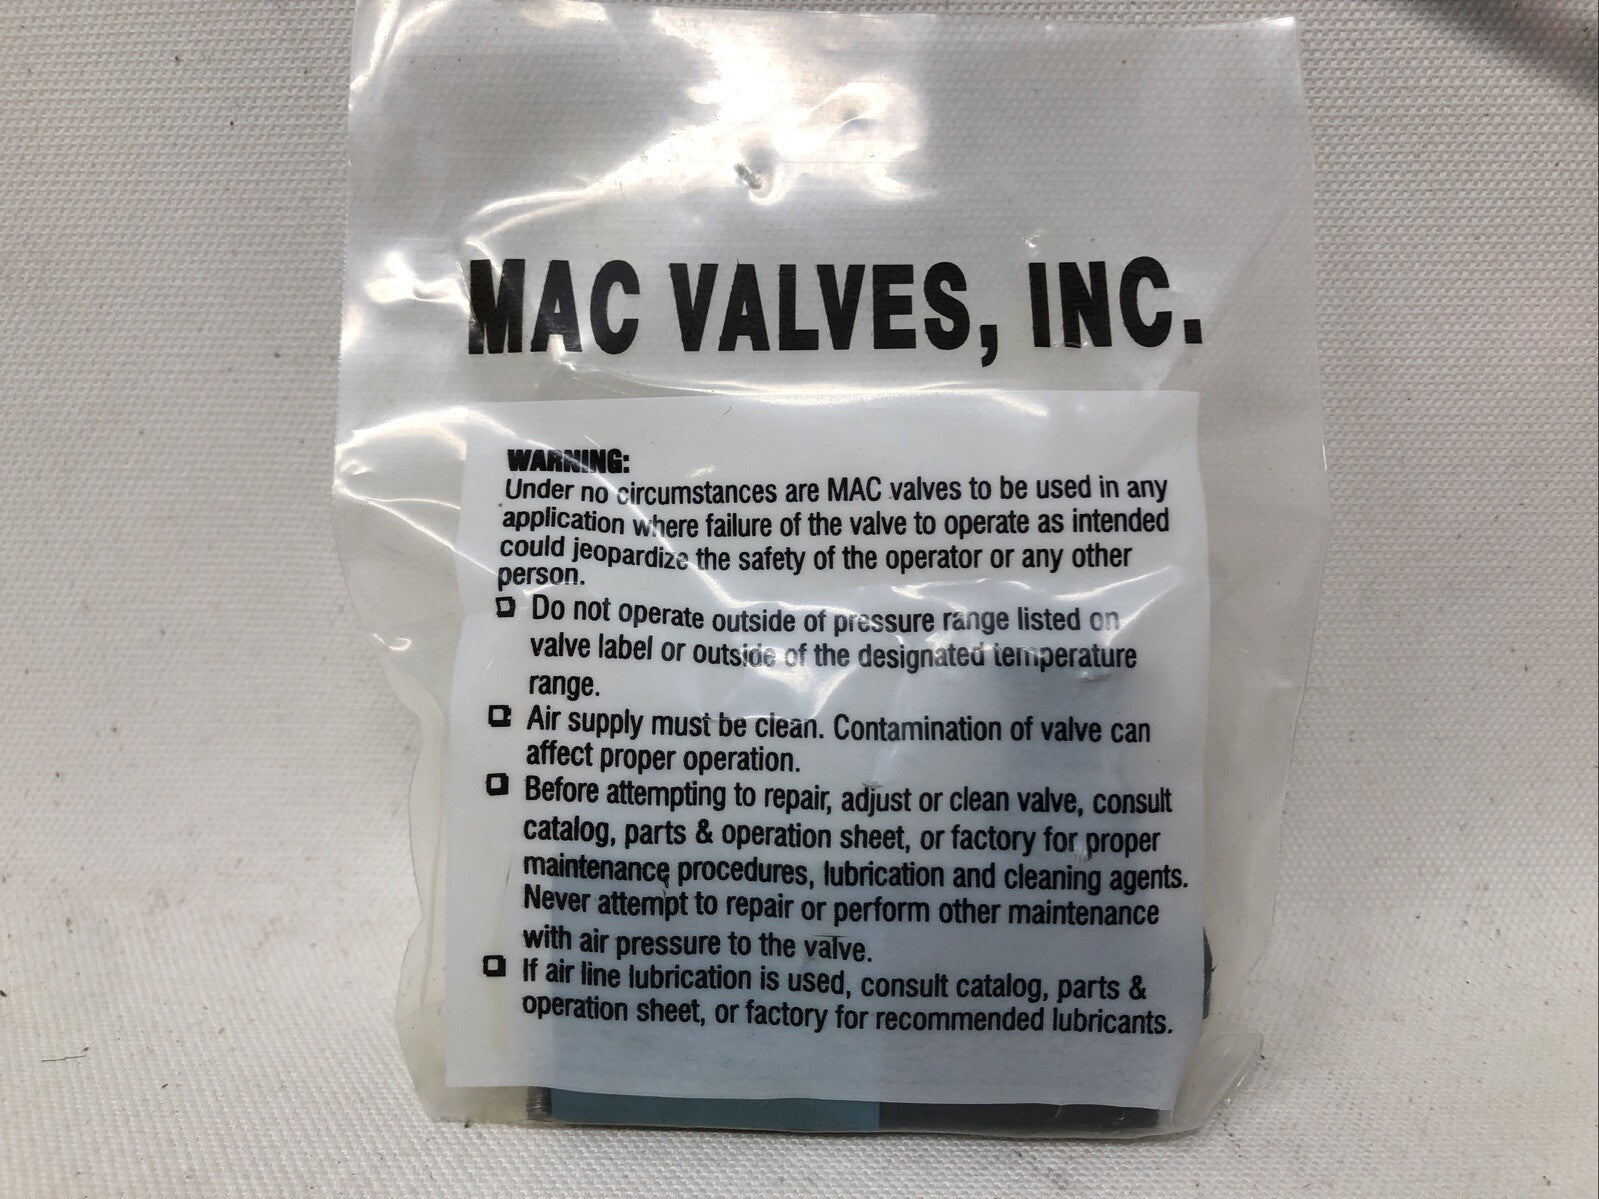 MAC VALVES, INC.
WARNING:
Under no circumstances are MAC valves to be used in any
application where failure of the valve to operate as intended
could jeopardize the safety of the operator or any other
person.
❑ Do not operate outside of pressure range listed on
valve label or outside of the designated temperature
range.
❑ Air supply must be clean. Contamination of valve can
affect proper operation.
❑ Before attempting to repair, adjust or clean valve, consult
catalog, parts & operation sheet, or factory for proper
maintenance procedures, lubrication and cleaning agents.
Never attempt to repair or perform other maintenance
with air pressure to the valve.
❑ If air line lubrication is used, consult catalog, parts &
operation sheet, or factory for recommended lubricants.